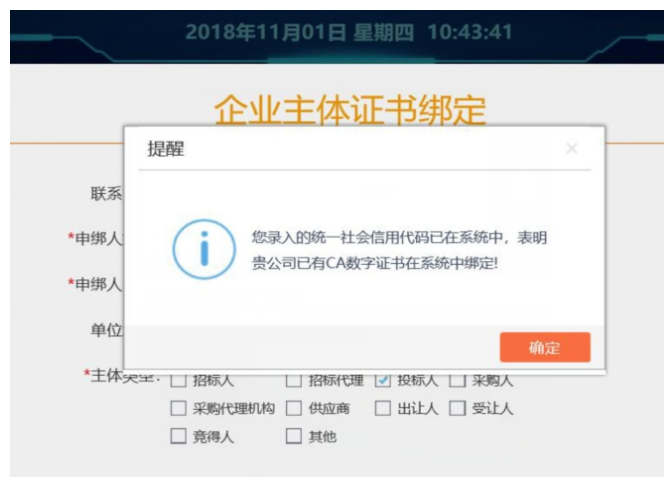 2018年11月01日 星期四 10:43:41
企业主体证书绑定
提醒
联系
*申绑人
您录入的统一社会信用代码已在系统中，表明
贵公司已有CA数字证书在系统中绑定!
*申绑人
单位
确定
*主体类型: 招标人 招标代理 投标人 采购人
采购代理机构 供应商 出让人 受让人
竞得人 其他